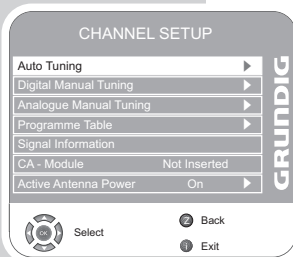 CHANNEL SETUP
Auto Tuning
Digital Manual Tuning
Analogue Manual Tuning
Programme Table
Signal Information
CA - Module Not Inserted
Active Antenna Power On
GRUNDIG
OK Select
Z Back
i Exit